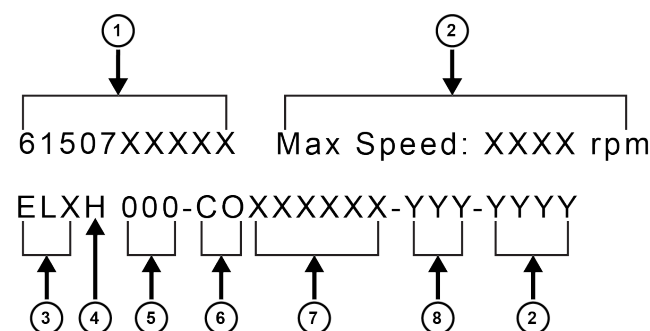 1 2
61507XXXXX Max Speed: XXXX rpm
ELXH 000-COXXXXXX-YYY-YYYY
3 4 5 6 7 8 2